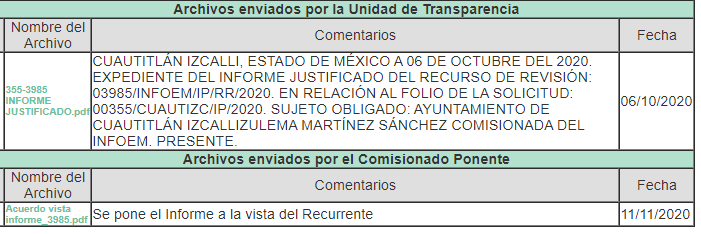 Archivos enviados por la Unidad de Transparencia
Nombre del Archivo
Comentarios
Fecha
355-3985
INFORME
JUSTIFICADO.pdf
CUAUTITLÁN IZCALLI, ESTADO DE MÉXICO A 06 DE OCTUBRE DEL 2020.
EXPEDIENTE DEL INFORME JUSTIFICADO DEL RECURSO DE REVISIÓN:
03985/INFOEM/IP/RR/2020. EN RELACIÓN AL FOLIO DE LA SOLICITUD:
00355/CUAUTIZC/IP/2020. SUJETO OBLIGADO: AYUNTAMIENTO DE
CUAUTITLÁN IZCALLIZULEMA MARTÍNEZ SÁNCHEZ COMISIONADA DEL
INFOEM. PRESENTE.
06/10/2020
Archivos enviados por el Comisionado Ponente
Nombre del Archivo
Comentarios
Fecha
Acuerdo vista
informe_3985.pdf
Se pone el Informe a la vista del Recurrente
11/11/2020